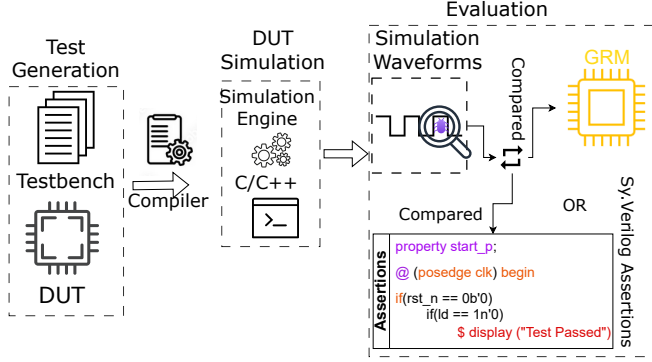 Test
Generation
Testbench
DUT
Compiler
DUT
Simulation
Simulation
Engine
C/C++
>_
Evaluation
Simulation
Waveforms
Compared
GRM
Compared
OR
Sy.Verilog Assertions
Assertions
property start_p;
@ (posedge clk) begin
if(rst_n == 0b'0)
if(ld == 1n'0)
$ display ("Test Passed")